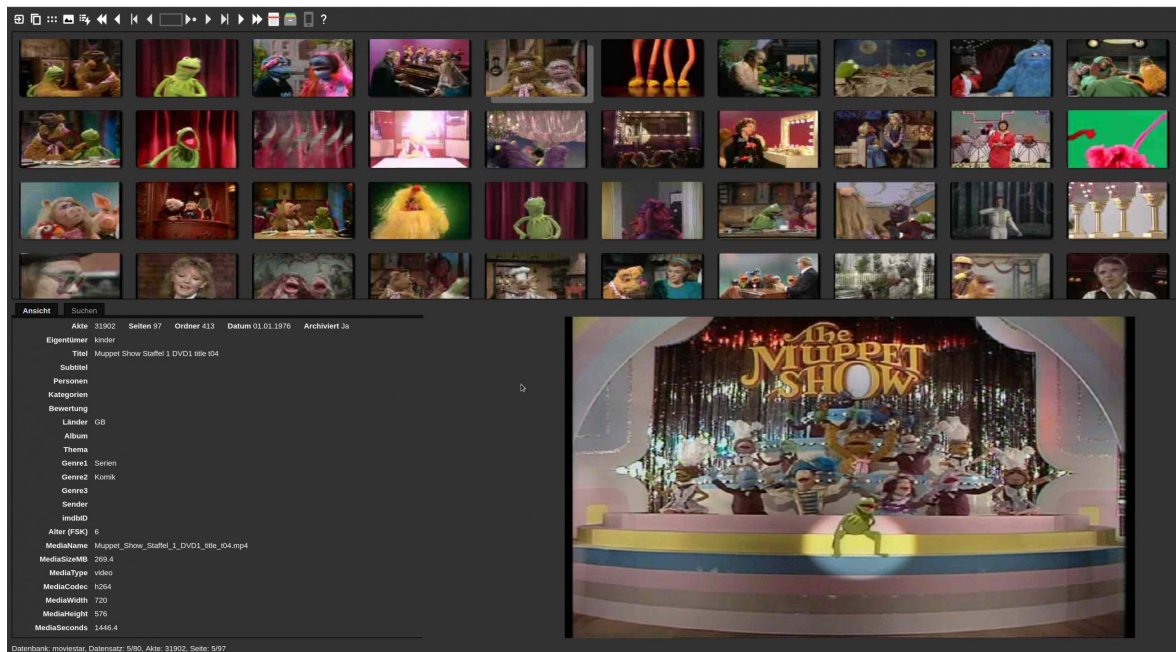 ?
Ansicht Suchen
Akte 31902 Seiten 97 Ordner 413 Datum 01.01.1976 Archiviert Ja
Eigentümer kinder
Titel Muppet Show Staffel 1 DVD1 title t04
Subtitel
Personen
Kategorien
Bewertung
Länder GB
Album
Thema
Genre1 Serien
Genre2 Komik
Genre3
Sender
imdbID
Alter (FSK) 6
MediaName Muppet_Show_Staffel_1_DVD1_title_t04.mp4
MediaSizeMB 269.4
MediaType video
MediaCodec h264
MediaWidth 720
MediaHeight 576
MediaSeconds 1446.4
The
MUPPET
SHOW
Datenbank: moviestar, Datensatz: 5/80, Akte: 31902, Seite: 5/97